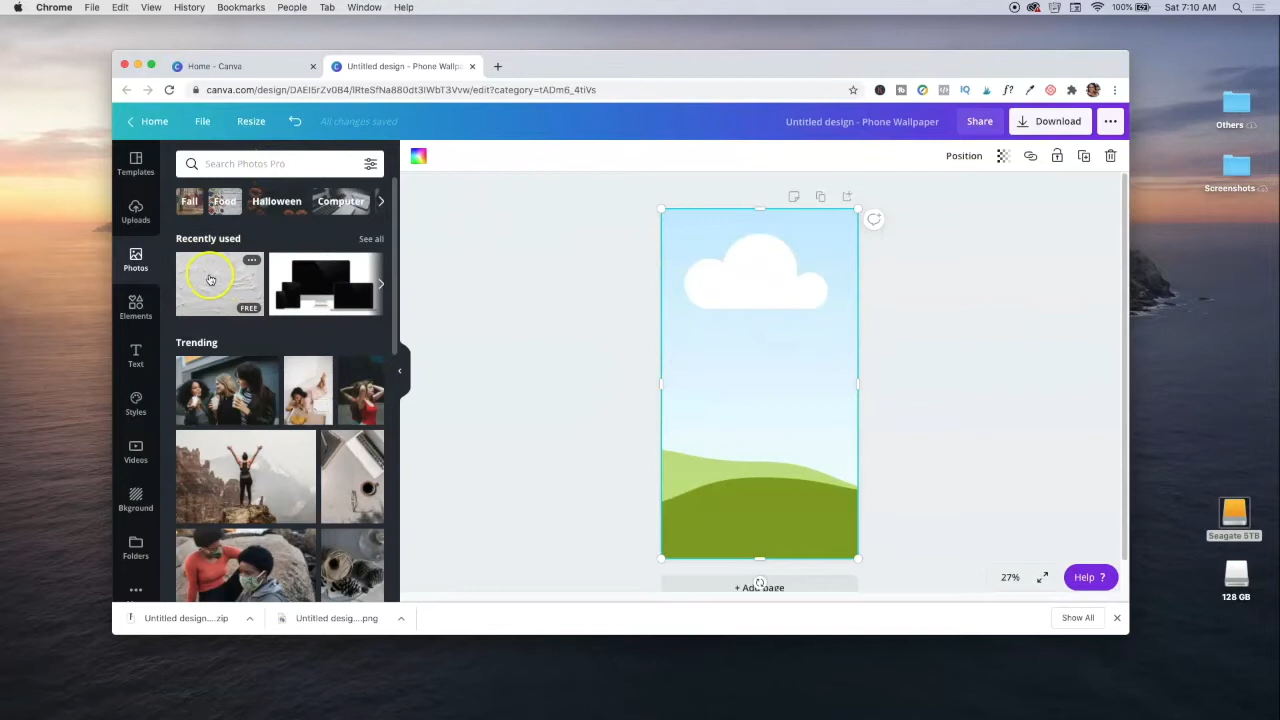 Chrome File Edit View History Bookmarks People Tab Window Help 100% Sat 7:10 AM
Home - Canva Untitled design - Phone Wallpa
canva.com/design/DAEI5rZv0B4/lRteSfNa880dt3IWbT3Vvw/edit?category=tADm6_4tiVs
Home File Resize All changes saved Untitled design - Phone Wallpaper Share Download
Search Photos Pro
Position
Templates
Uploads
Photos
Elements
Text
Styles
Videos
Bkground
Folders
Fall Food Halloween Computer
Recently used See all
FREE
Trending
+ Add page
27%
Help ?
Untitled design....zip Untitled desig....png Show All
Others
Screenshots
Seagate 5TB
128 GB